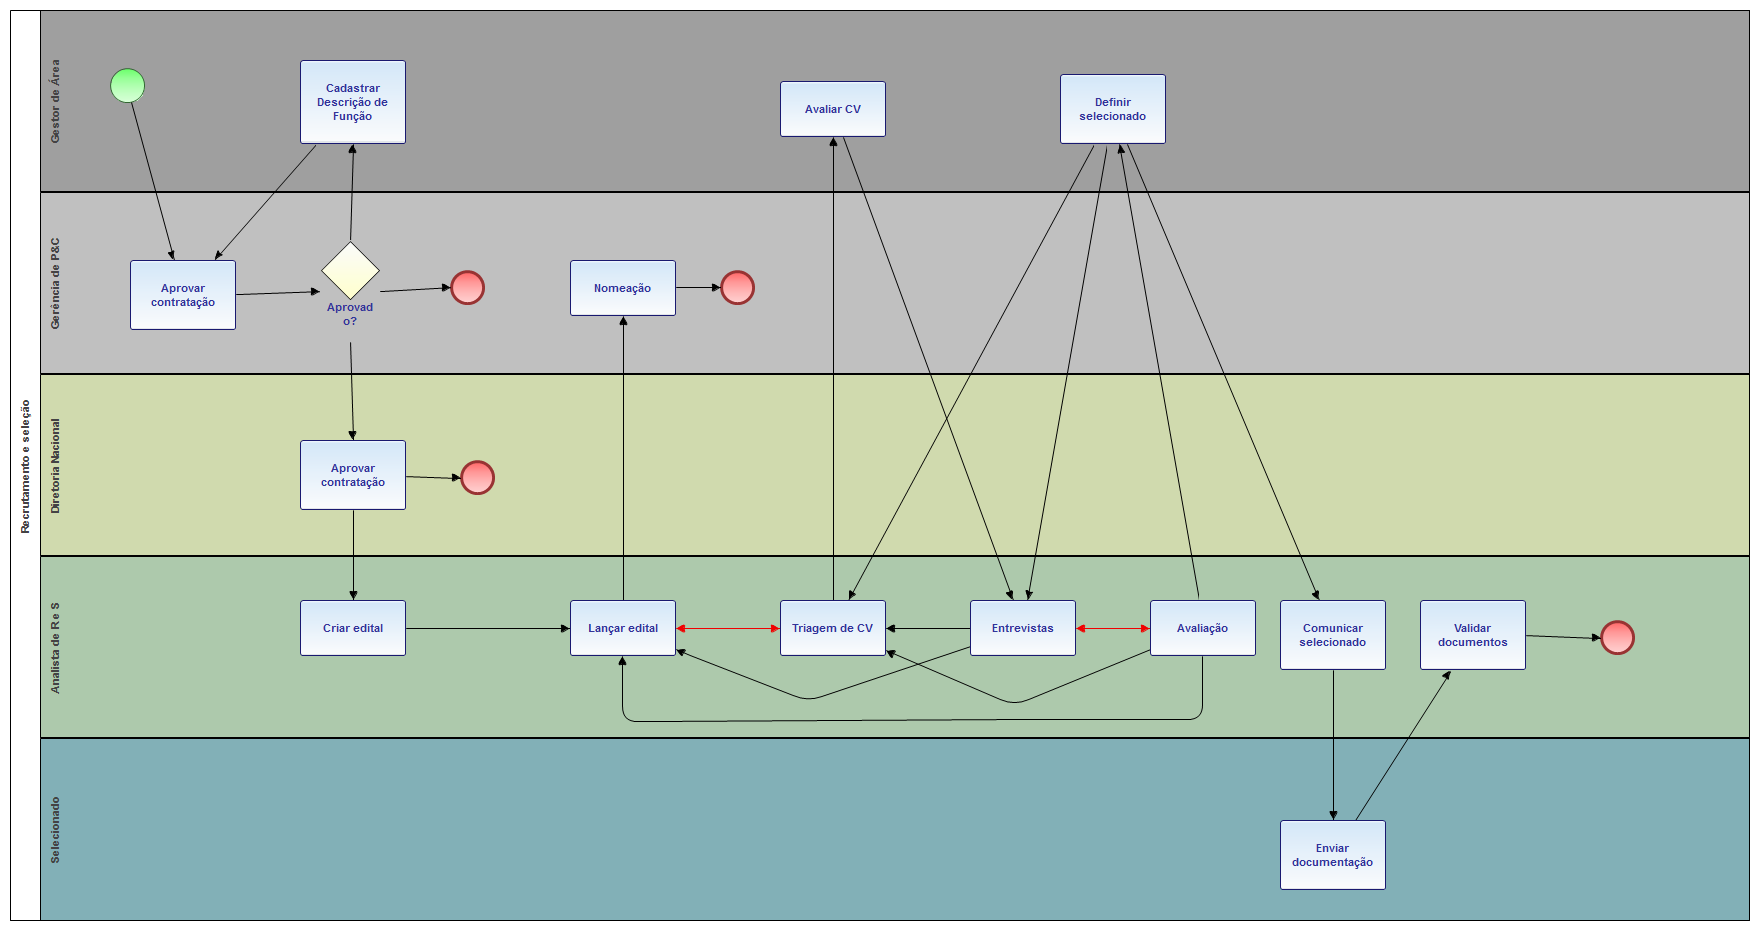 Recrutamento e seleção
Gestor de Área
Cadastrar
Descrição de
Função
Avaliar CV
Definir
selecionado
Gerência de P&C
Aprovar
contratação
Aprovad
o?
Nomeação
Diretoria Nacional
Aprovar
contratação
Analista de R e S
Criar edital
Lançar edital
Triagem de CV
Entrevistas
Avaliação
Comunicar
selecionado
Validar
documentos
Selecionado
Enviar
documentação